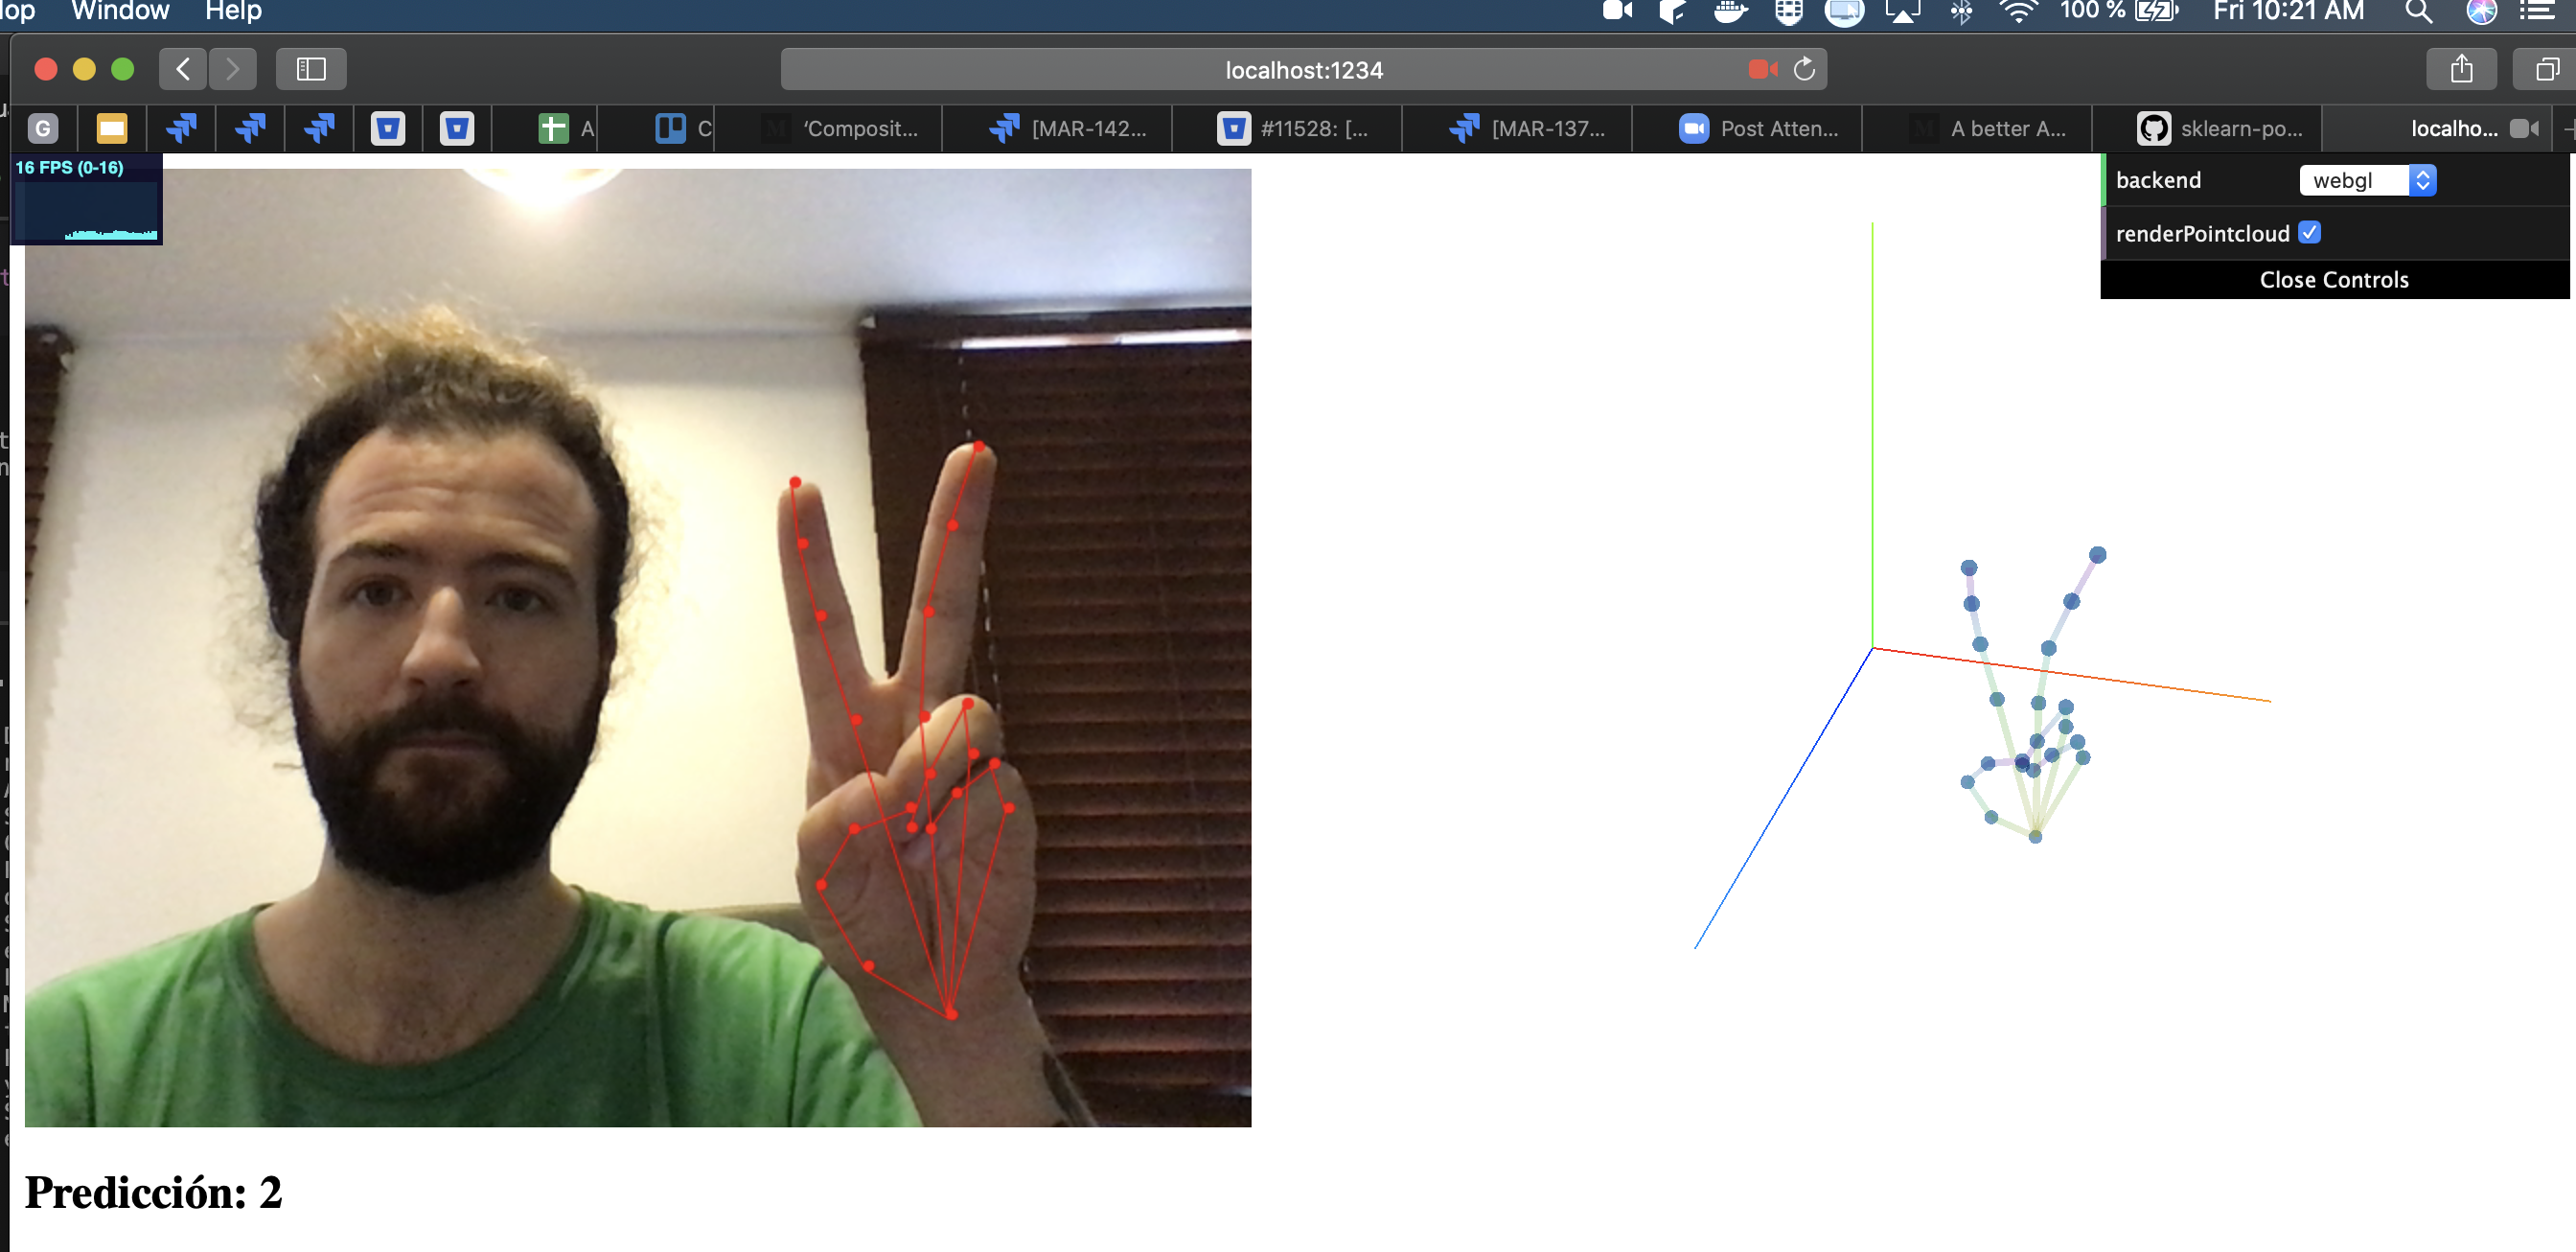 Window Help 100 % Fri 10:21 AM
localhost:1234
G A C M 'Composit... [MAR-142... #11528: [... [MAR-137... Post Atten... M A better A... sklearn-po... localho...
16 FPS (0-16)
backend webgl
renderPointcloud
Close Controls
Predicción: 2